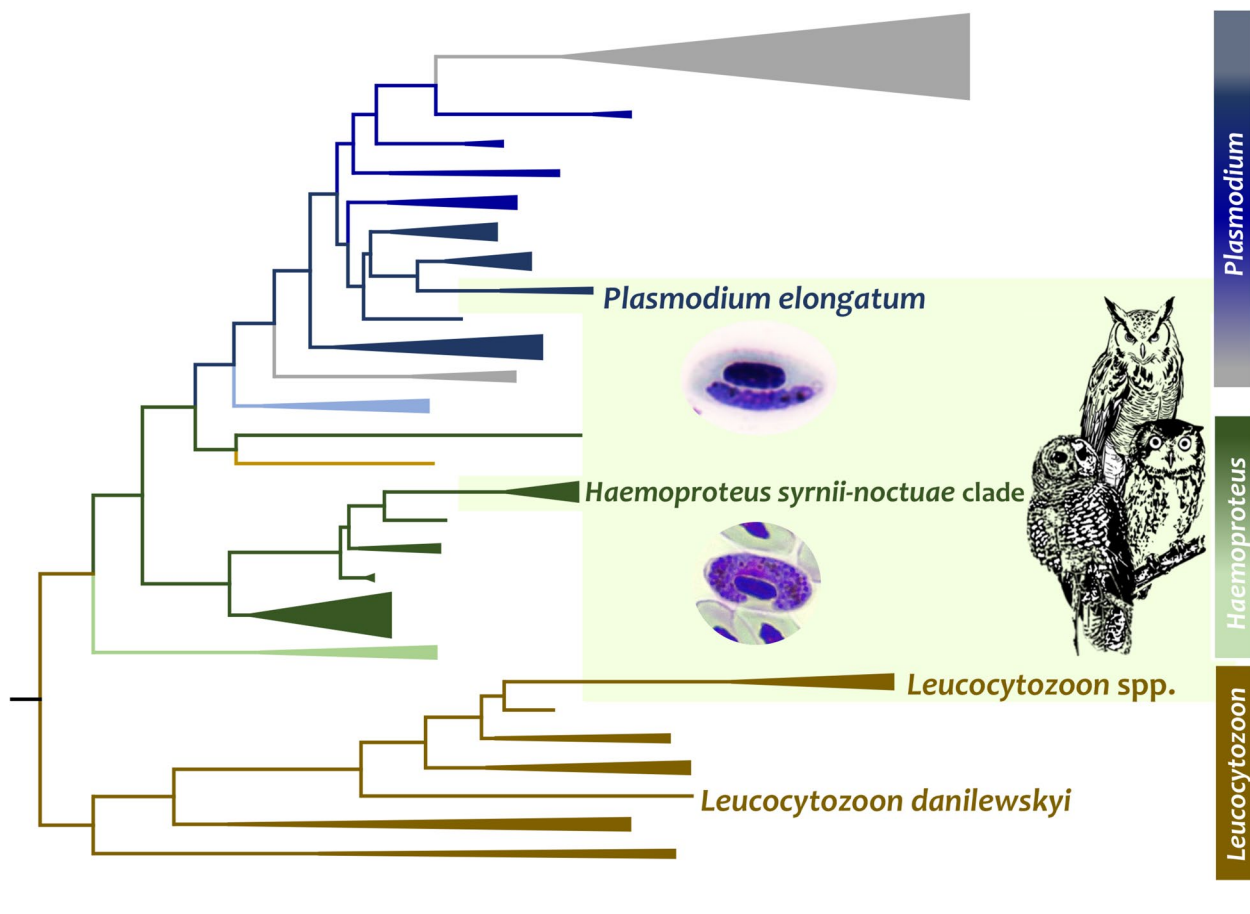 Plasmodium elongatum
Haemoproteus syrnii-noctuae clade
Leucocytozoon spp.
Leucocytozoon danilewskyi
Plasmodium
Haemoproteus
Leucocytozoon